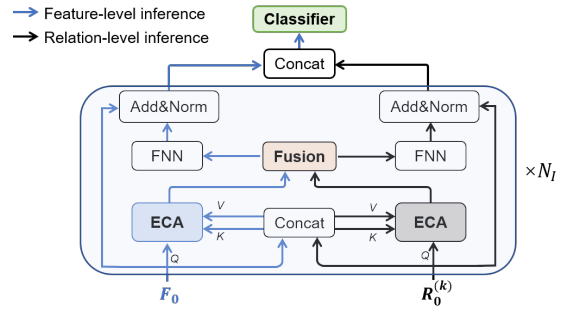 Feature-level inference
Relation-level inference
Classifier
Concat
Add&Norm
Add&Norm
FNN
Fusion
FNN
×N_I
ECA
V
K
Concat
V
K
ECA
Q
Q
F_0
R_0^{(k)}